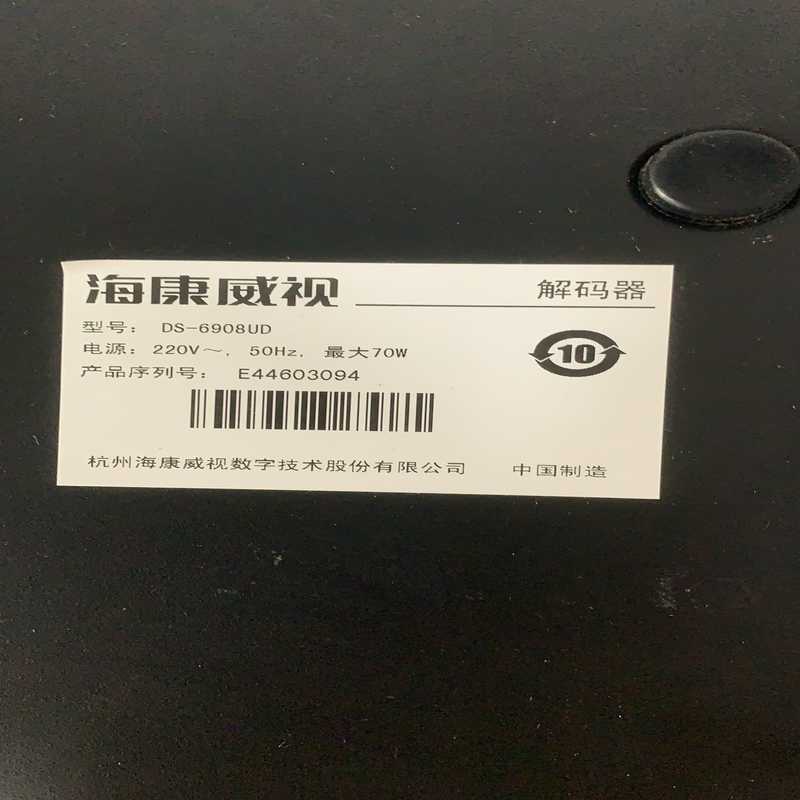 海康威视
解码器
型号: DS-6908UD
电源: 220V～, 50Hz, 最大70W
产品序列号: E44603094
10
杭州海康威视数字技术股份有限公司 中国制造